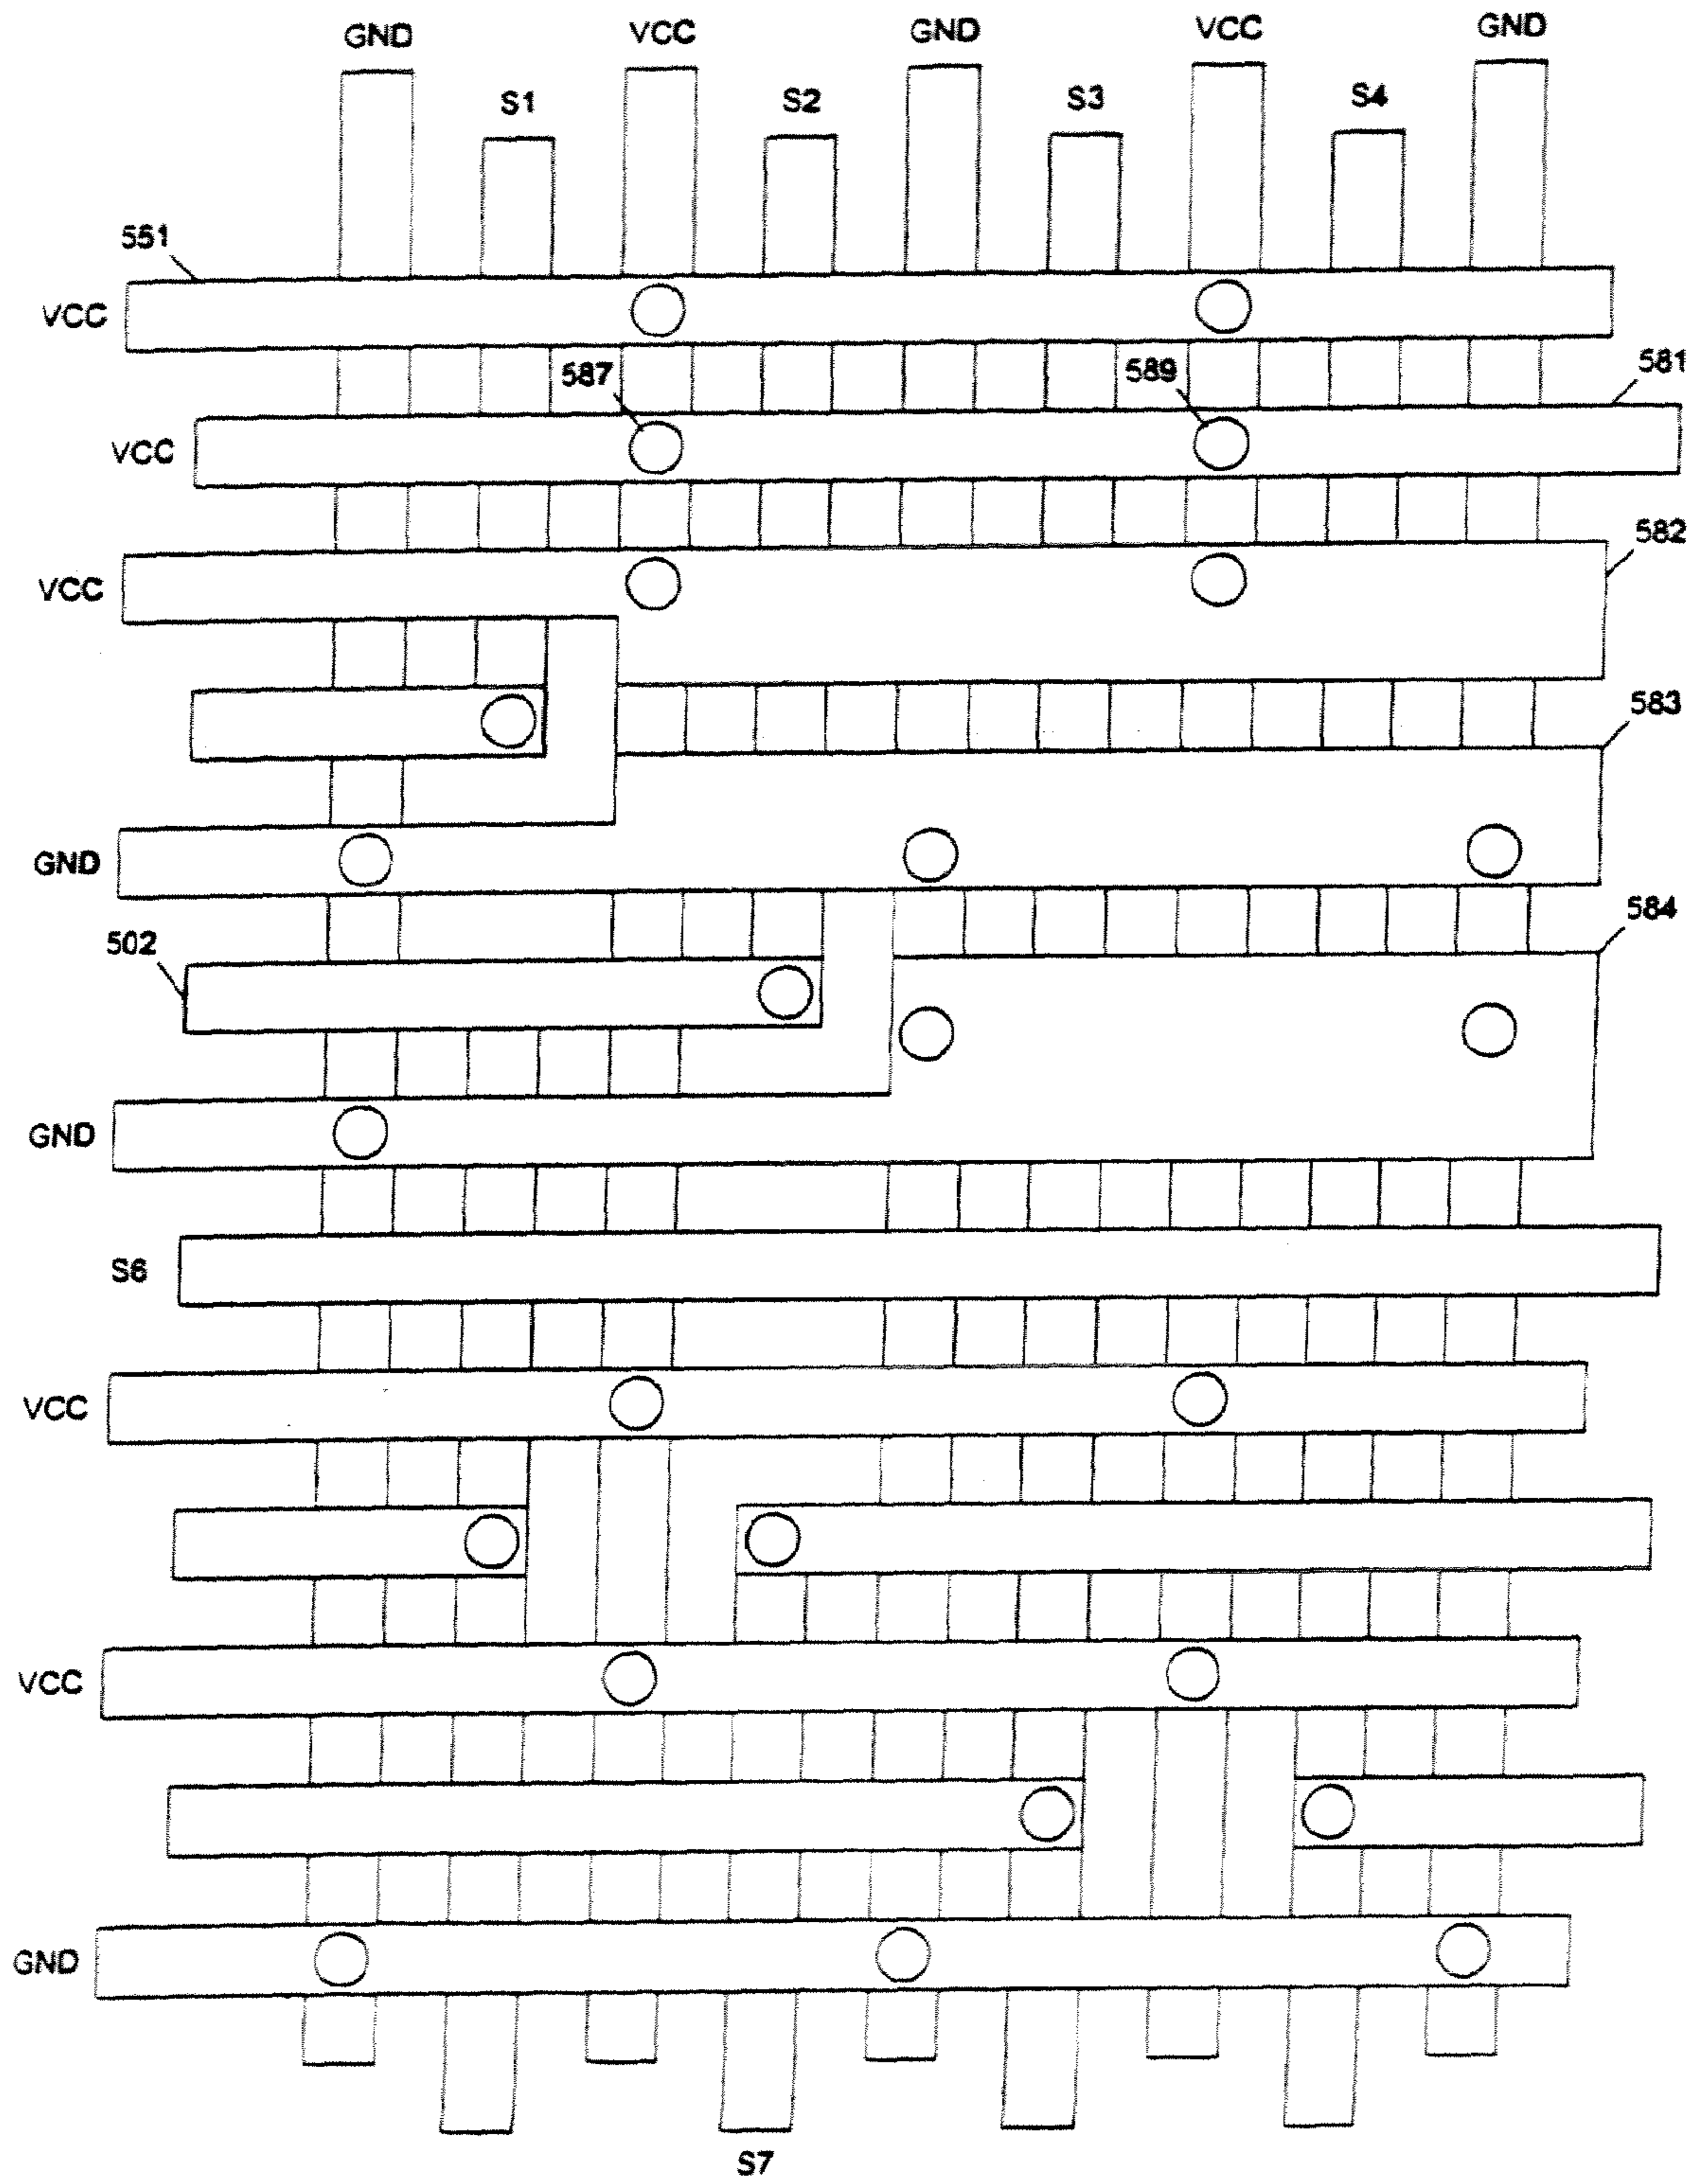 GND VCC GND VCC GND
S1 S2 S3 S4
551
VCC
587 589 581
VCC
582
VCC
583
GND
584
502
GND
S6
VCC
VCC
GND
S7